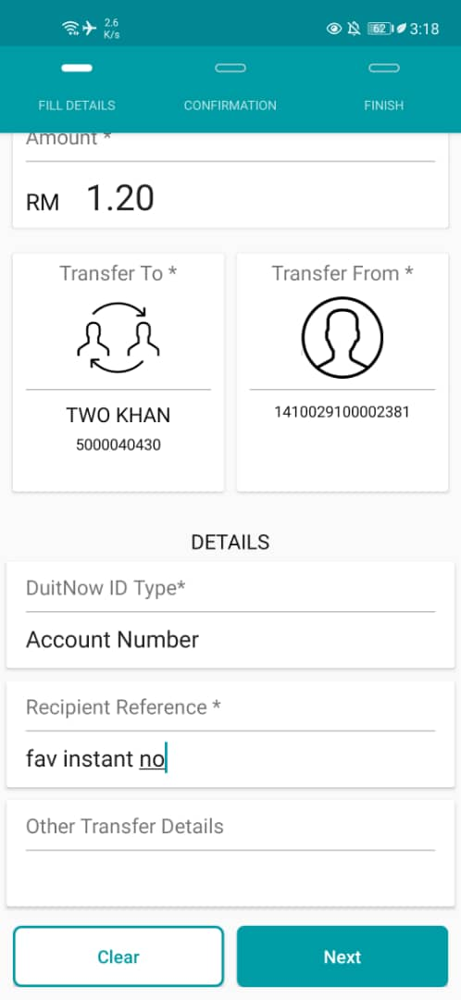 2.6
K/s
62
3:18
FILL DETAILS
CONFIRMATION
FINISH
Amount *
RM 1.20
Transfer To *
Transfer From *
TWO KHAN
5000040430
1410029100002381
DETAILS
DuitNow ID Type*
Account Number
Recipient Reference *
fav instant no
Other Transfer Details
Clear
Next